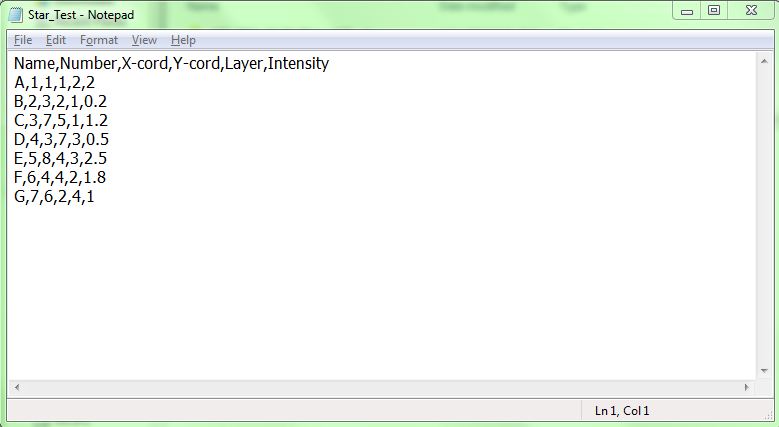 Star_Test - Notepad
File Edit Format View Help
Name,Number,X-cord,Y-cord,Layer,Intensity
A,1,1,1,2,2
B,2,3,2,1,0.2
C,3,7,5,1,1.2
D,4,3,7,3,0.5
E,5,8,4,3,2.5
F,6,4,4,2,1.8
G,7,6,2,4,1
Ln 1, Col 1